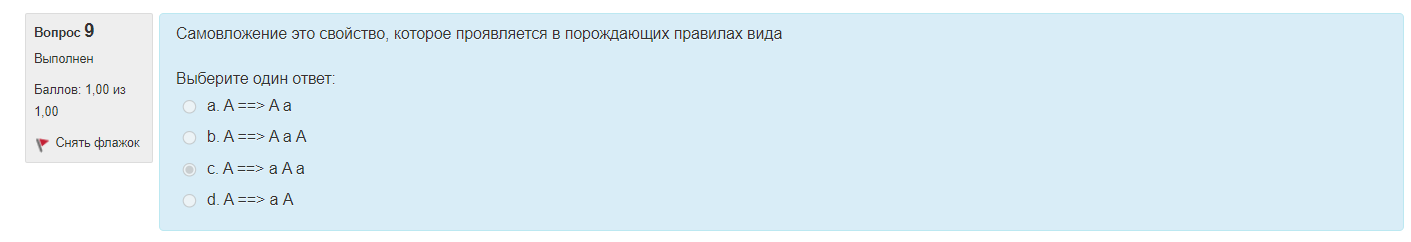 Вопрос 9
Выполнен
Баллов: 1,00 из
1,00
Снять флажок
Самовложение это свойство, которое проявляется в порождающих правилах вида
Выберите один ответ:
a. A ==> A a
b. A ==> A a A
c. A ==> a A a
d. A ==> a A